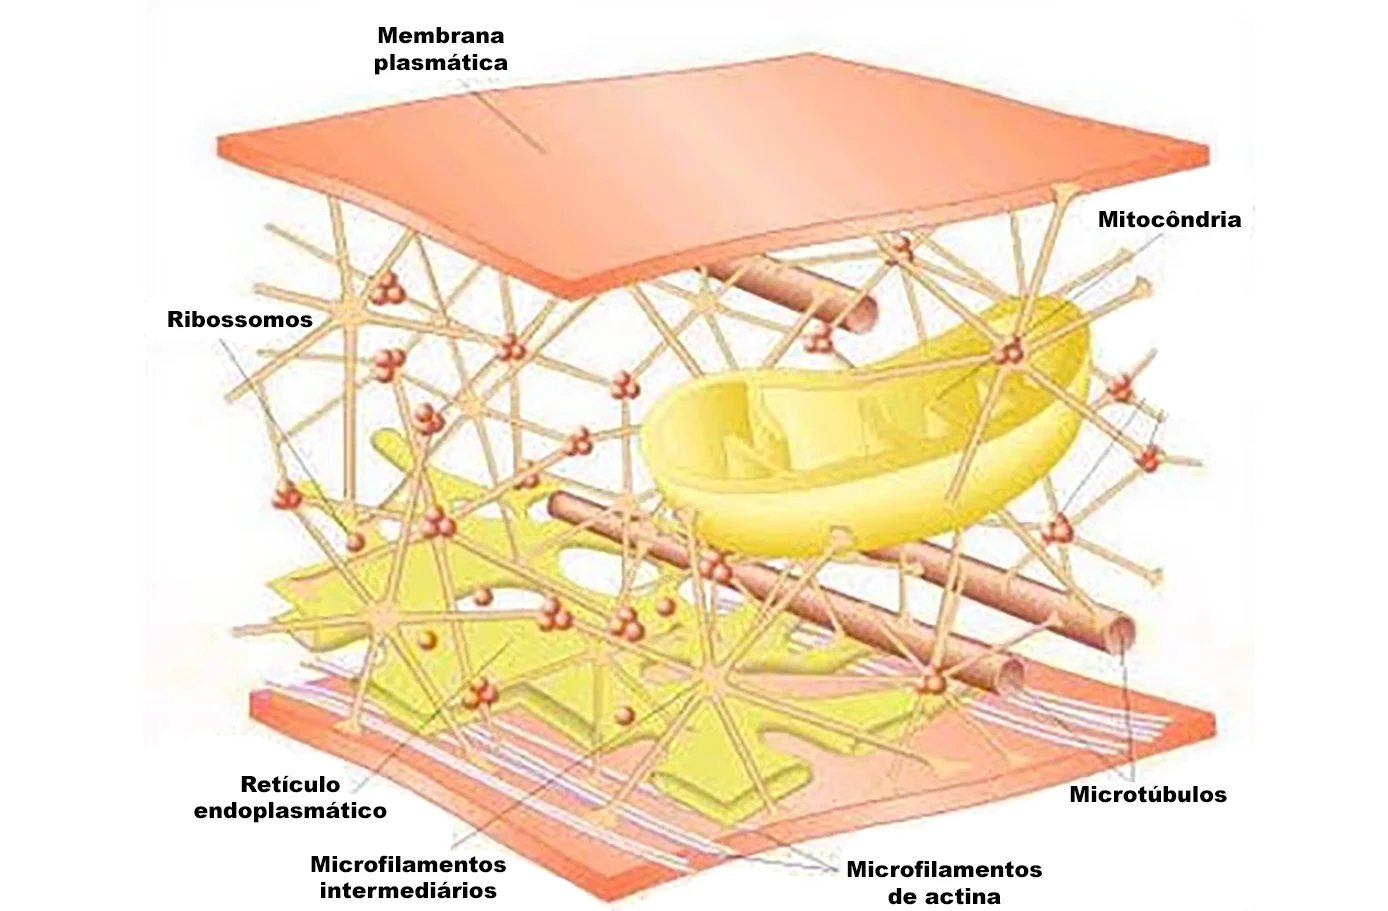 Membrana
plasmática
Mitocôndria
Ribossomos
Retículo
endoplasmático
Microtúbulos
Microfilamentos
intermediários
Microfilamentos
de actina